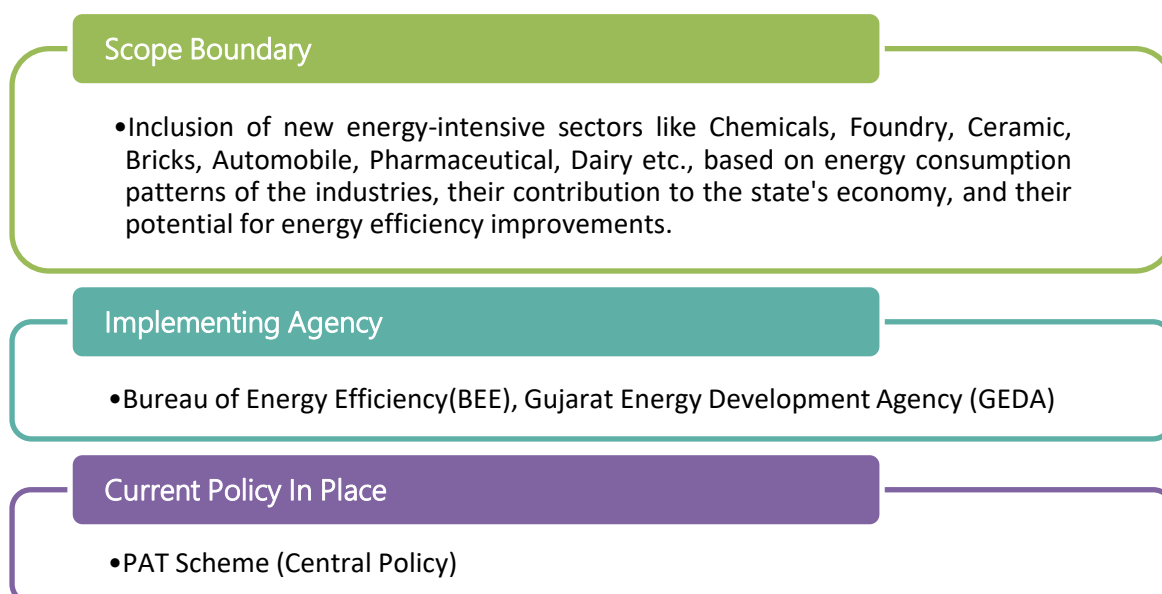 Scope Boundary
•Inclusion of new energy-intensive sectors like Chemicals, Foundry, Ceramic,
Bricks, Automobile, Pharmaceutical, Dairy etc., based on energy consumption
patterns of the industries, their contribution to the state's economy, and their
potential for energy efficiency improvements.
Implementing Agency
•Bureau of Energy Efficiency(BEE), Gujarat Energy Development Agency (GEDA)
Current Policy In Place
•PAT Scheme (Central Policy)